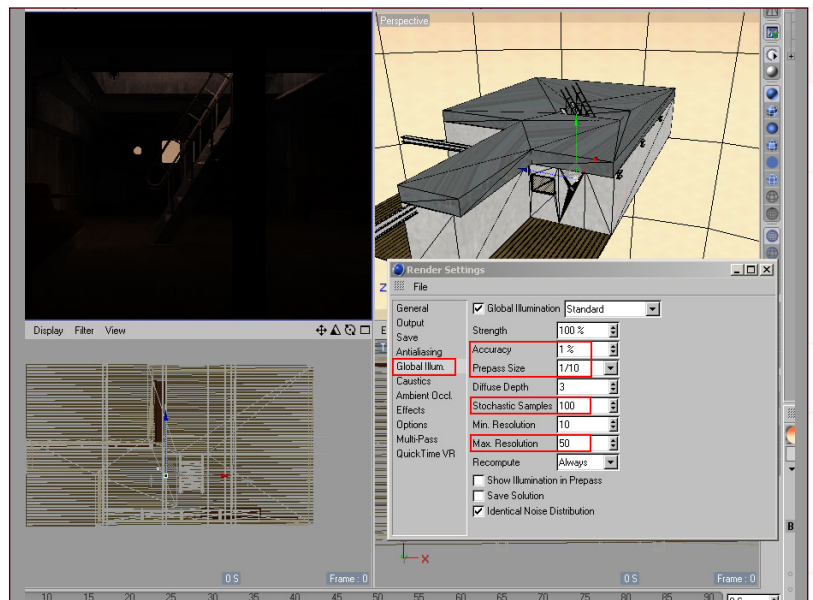 Perspective
Render Settings
File
General
Output
Save
Antialiasing
Global Illum.
Caustics
Ambient Occl.
Effects
Options
Multi-Pass
QuickTime VR
Global Illumination Standard
Strength 100 %
Accuracy 1 %
Prepass Size 1/10
Diffuse Depth 3
Stochastic Samples 100
Min. Resolution 10
Max. Resolution 50
Recompute Always
Show Illumination in Prepass
Save Solution
Identical Noise Distribution
Z
Display Filter View
E
X
B
0 S Frame : 0
0 S Frame : 0
10 15 20 25 30 35 40 45 50 55 60 65 70 75 80 85 90 0 S